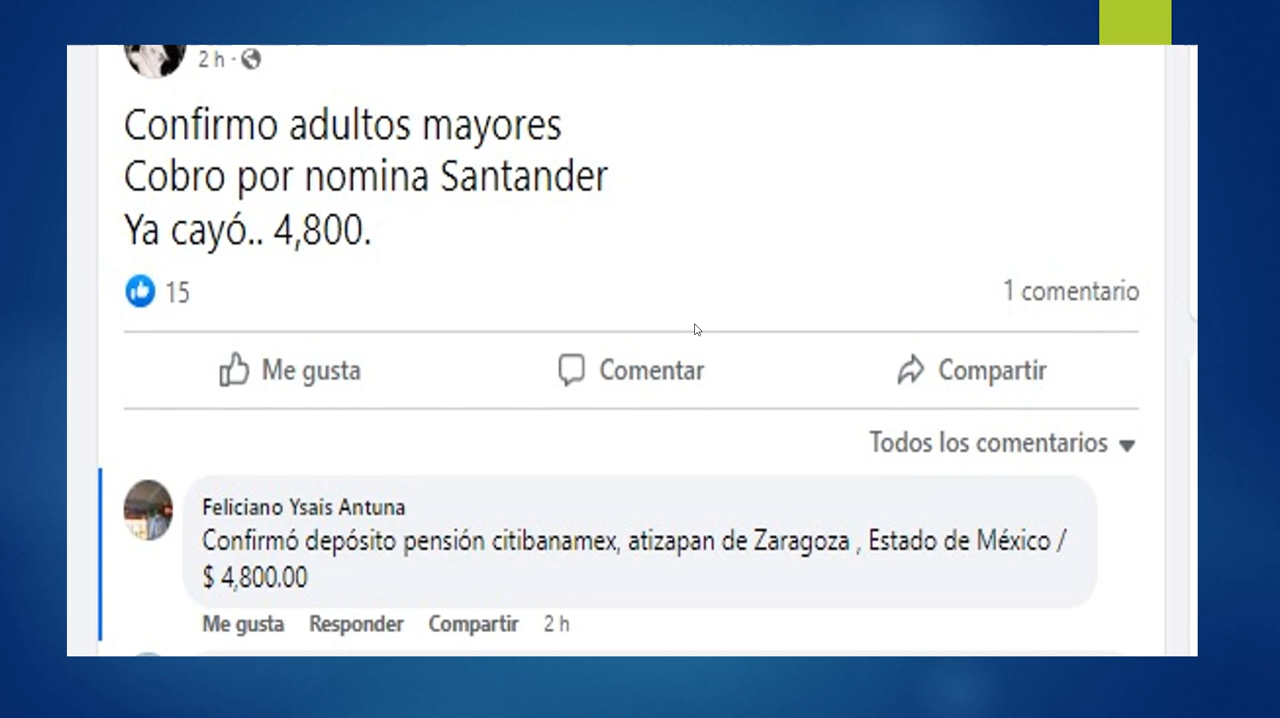 2 h ·
Confirmo adultos mayores
Cobro por nomina Santander
Ya cayó.. 4,800.
15
1 comentario
Me gusta
Comentar
Compartir
Todos los comentarios
Feliciano Ysais Antuna
Confirmó depósito pensión citibanamex, atizapan de Zaragoza , Estado de México /
$ 4,800.00
Me gusta Responder Compartir 2 h